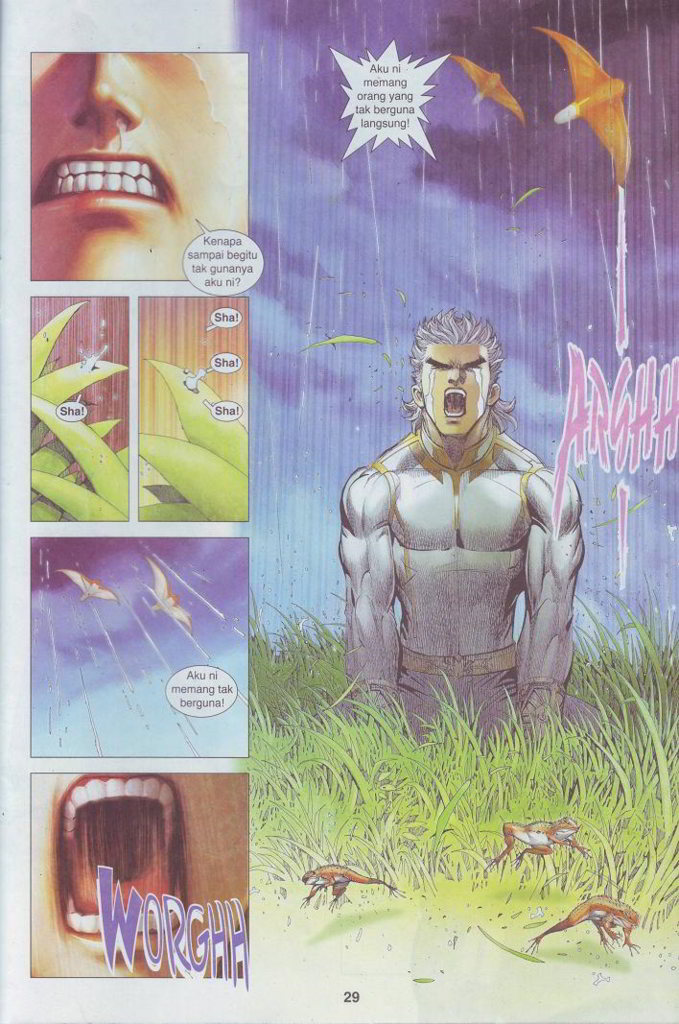 Kenapa
sampai begitu
tak gunanya
aku ni?
Sha!
Sha!
Sha!
Sha!
Aku ni
memang tak
berguna!
WORGHH
Aku ni
memang
orang yang
tak berguna
langsung!
ARGHH
29